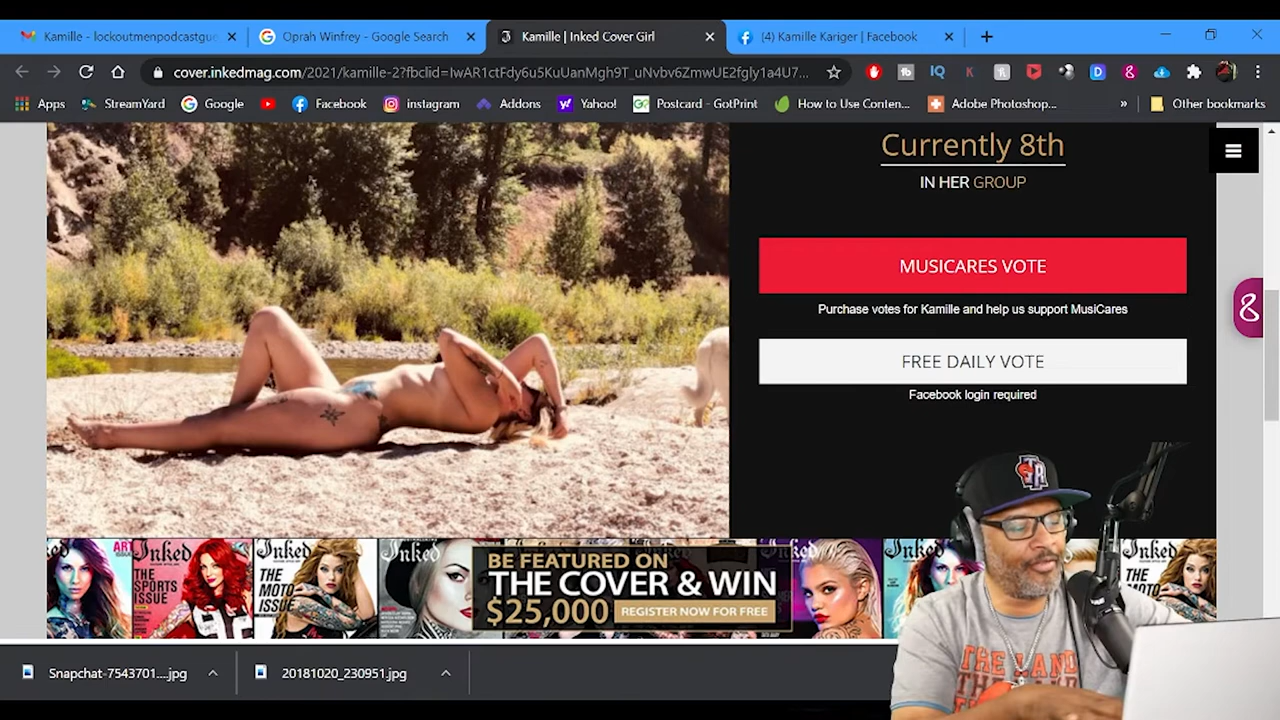 Kamille - lockoutmenpodcastgue
Oprah Winfrey - Google Search
Kamille | Inked Cover Girl
(4) Kamille Kariger | Facebook
cover.inkedmag.com/2021/kamille-2?fbclid=IwAR1ctFdy6u5KuUanMgh9T_uNvbv6ZmwUE2fgly1a4U7...
Apps
StreamYard
Google
Facebook
instagram
Addons
Yahoo!
Postcard - GotPrint
How to Use Conten...
Adobe Photoshop...
»
Other bookmarks
Currently 8th
IN HER GROUP
MUSICARES VOTE
Purchase votes for Kamille and help us support MusiCares
FREE DAILY VOTE
Facebook login required
Inked
THE
SPORTS
ISSUE
Inked
THE
MOTO
ISSUE
Inked
BE FEATURED ON
THE COVER & WIN
$25,000 REGISTER NOW FOR FREE
THE
MOTO
ISSUE
Snapchat-7543701....jpg
20181020_230951.jpg
THE LAND